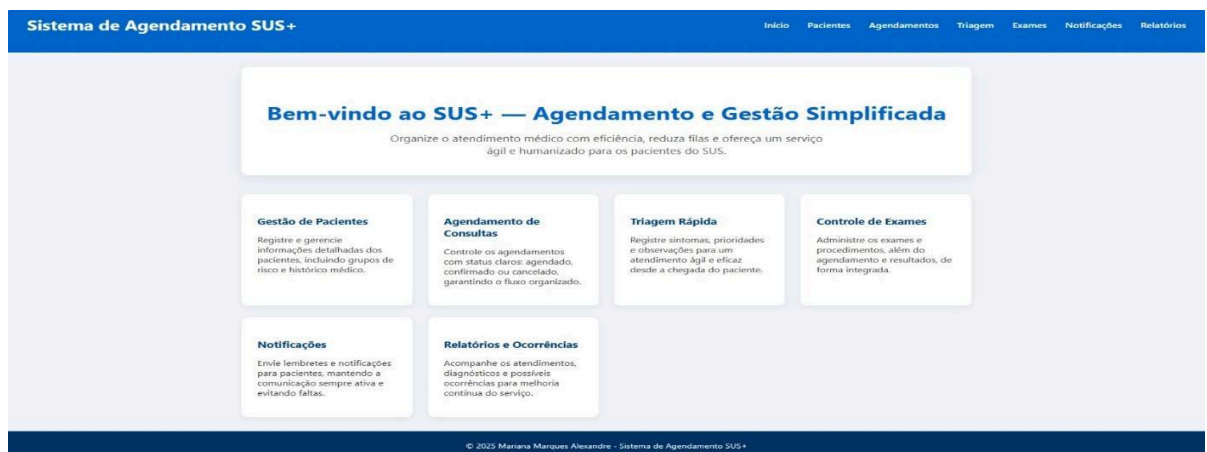 Sistema de Agendamento SUS+
Início Pacientes Agendamentos Triagem Exames Notificações Relatórios
Bem-vindo ao SUS+ — Agendamento e Gestão Simplificada
Organize o atendimento médico com eficiência, reduza filas e ofereça um serviço
ágil e humanizado para os pacientes do SUS.
Gestão de Pacientes
Registre e gerencie
informações detalhadas dos
pacientes, incluindo grupos de
risco e histórico médico.
Agendamento de
Consultas
Controle os agendamentos
com status claros: agendado,
confirmado ou cancelado,
garantindo o fluxo organizado.
Triagem Rápida
Registre sintomas, prioridades
e observações para um
atendimento ágil e eficaz
desde a chegada do paciente.
Controle de Exames
Administre os exames e
procedimentos, além do
agendamento e resultados, de
forma integrada.
Notificações
Envie lembretes e notificações
para pacientes, mantendo a
comunicação sempre ativa e
evitando faltas.
Relatórios e Ocorrências
Acompanhe os atendimentos,
diagnósticos e possíveis
ocorrências para melhoria
contínua do serviço.
© 2025 Mariana Marques Alexandre - Sistema de Agendamento SUS+